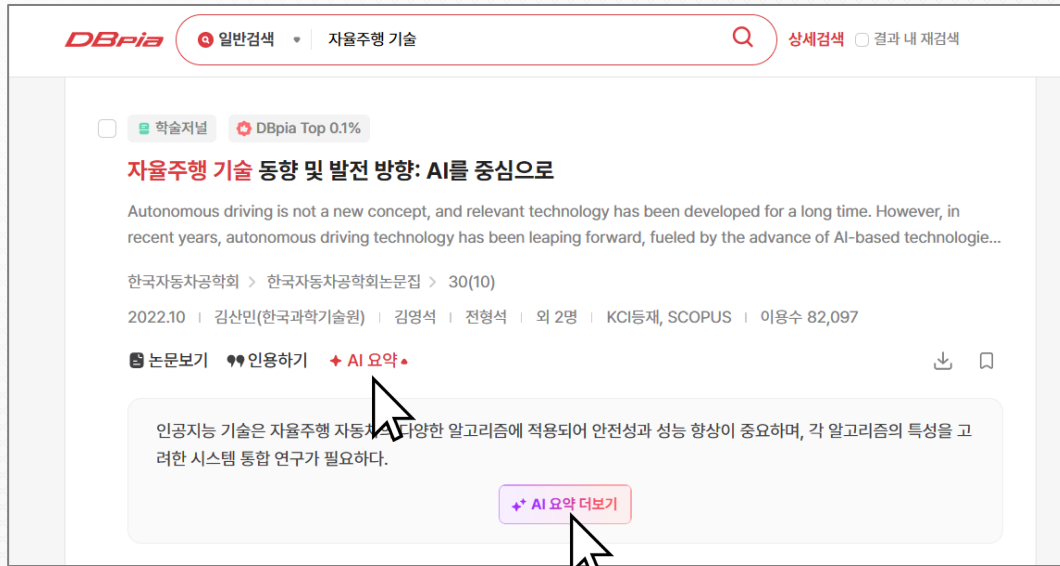 DBpia 일반검색 자율주행 기술 상세검색 결과 내 재검색
학술저널 DBpia Top 0.1%
자율주행 기술 동향 및 발전 방향: AI를 중심으로
Autonomous driving is not a new concept, and relevant technology has been developed for a long time. However, in
recent years, autonomous driving technology has been leaping forward, fueled by the advance of AI-based technologie...
한국자동차공학회 > 한국자동차공학회논문집 > 30(10)
2022.10 | 김산민(한국과학기술원) | 김영석 | 전형석 | 외 2명 | KCI등재, SCOPUS | 이용수 82,097
논문보기 인용하기 AI 요약
인공지능 기술은 자율주행 자동차의 다양한 알고리즘에 적용되어 안전성과 성능 향상이 중요하며, 각 알고리즘의 특성을 고
려한 시스템 통합 연구가 필요하다.
AI 요약 더보기